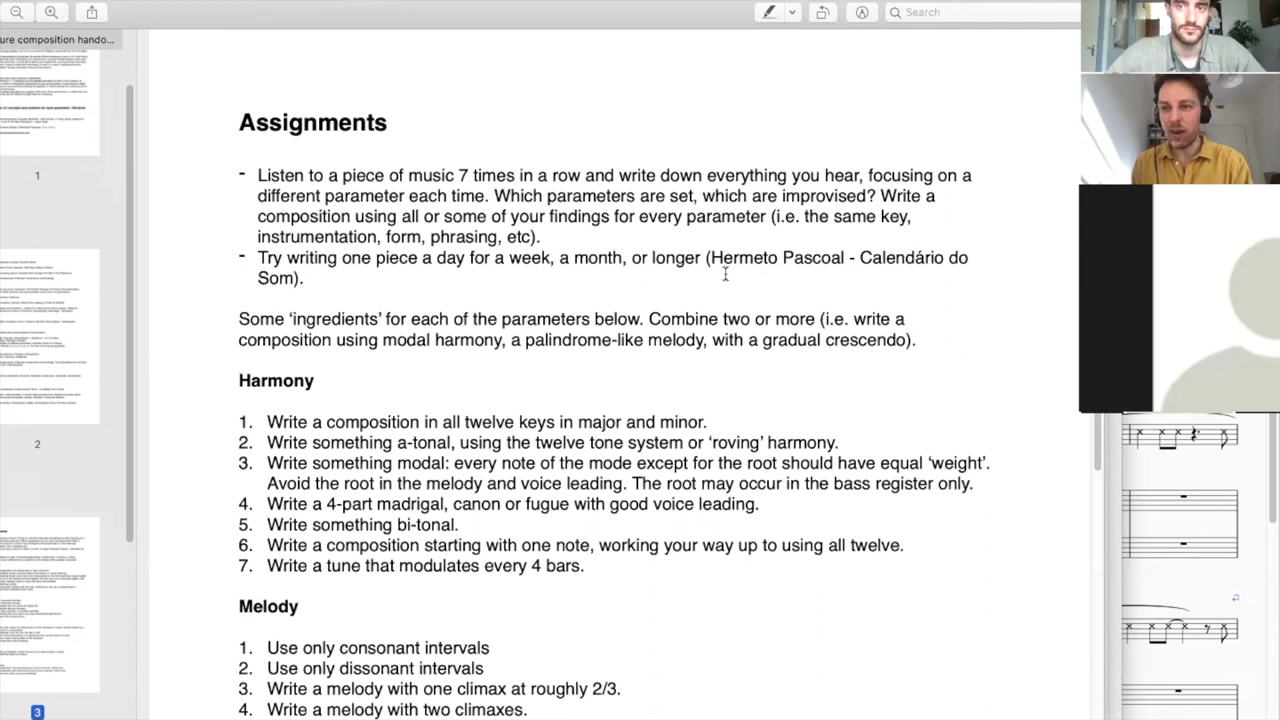 Search
ure composition hando...
1
2
3
Assignments
- Listen to a piece of music 7 times in a row and write down everything you hear, focusing on a
different parameter each time. Which parameters are set, which are improvised? Write a
composition using all or some of your findings for every parameter (i.e. the same key,
instrumentation, form, phrasing, etc).
- Try writing one piece a day for a week, a month, or longer (Hermeto Pascoal - Calendário do
Som).
Some ‘ingredients’ for each of the parameters below. Combine two or more (i.e. write a
composition using modal harmony, a palindrome-like melody, with a gradual crescendo).
Harmony
1. Write a composition in all twelve keys in major and minor.
2. Write something a-tonal, using the twelve tone system or ‘roving’ harmony.
3. Write something modal: every note of the mode except for the root should have equal ‘weight’.
Avoid the root in the melody and voice leading. The root may occur in the bass register only.
4. Write a 4-part madrigal, canon or fugue with good voice leading.
5. Write something bi-tonal.
6. Write a composition starting with one note, working your way to using all twelve.
7. Write a tune that modulates every 4 bars.
Melody
1. Use only consonant intervals
2. Use only dissonant intervals
3. Write a melody with one climax at roughly 2/3.
4. Write a melody with two climaxes.